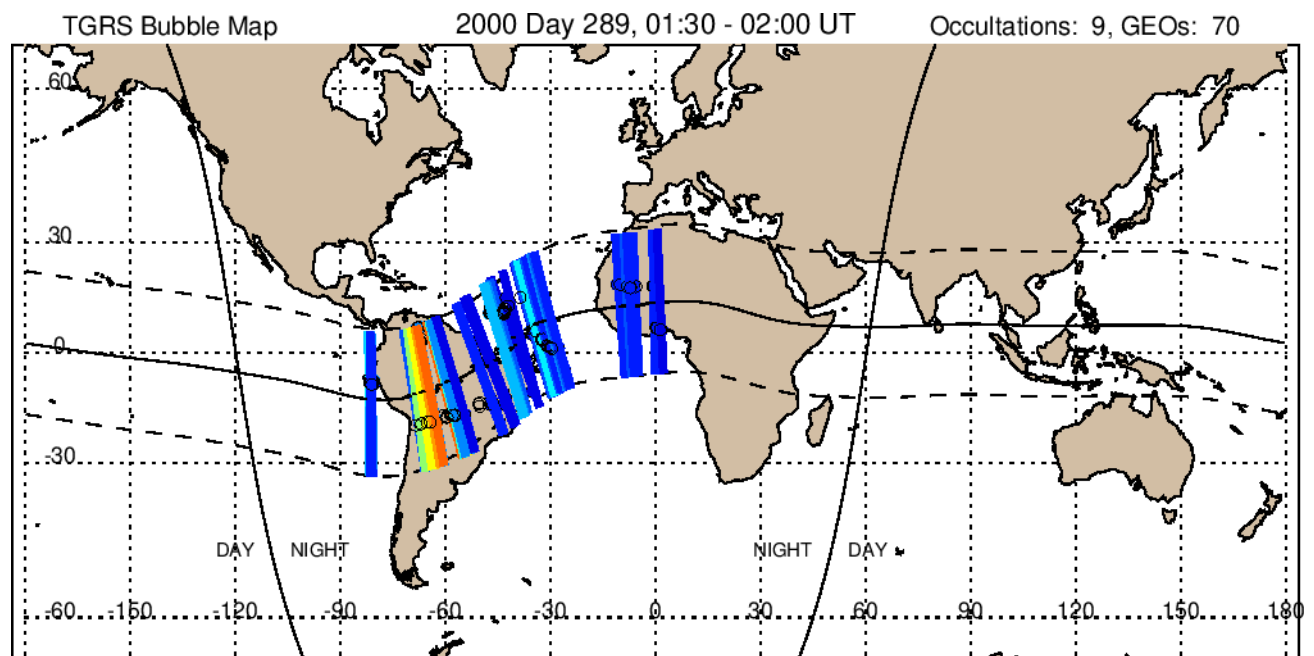 TGRS Bubble Map 2000 Day 289, 01:30 - 02:00 UT Occultations: 9, GEOs: 70
60
30
0
-30
DAY NIGHT NIGHT DAY
-60 -150 -120 -90 -60 -30 0 30 60 90 120 150 180